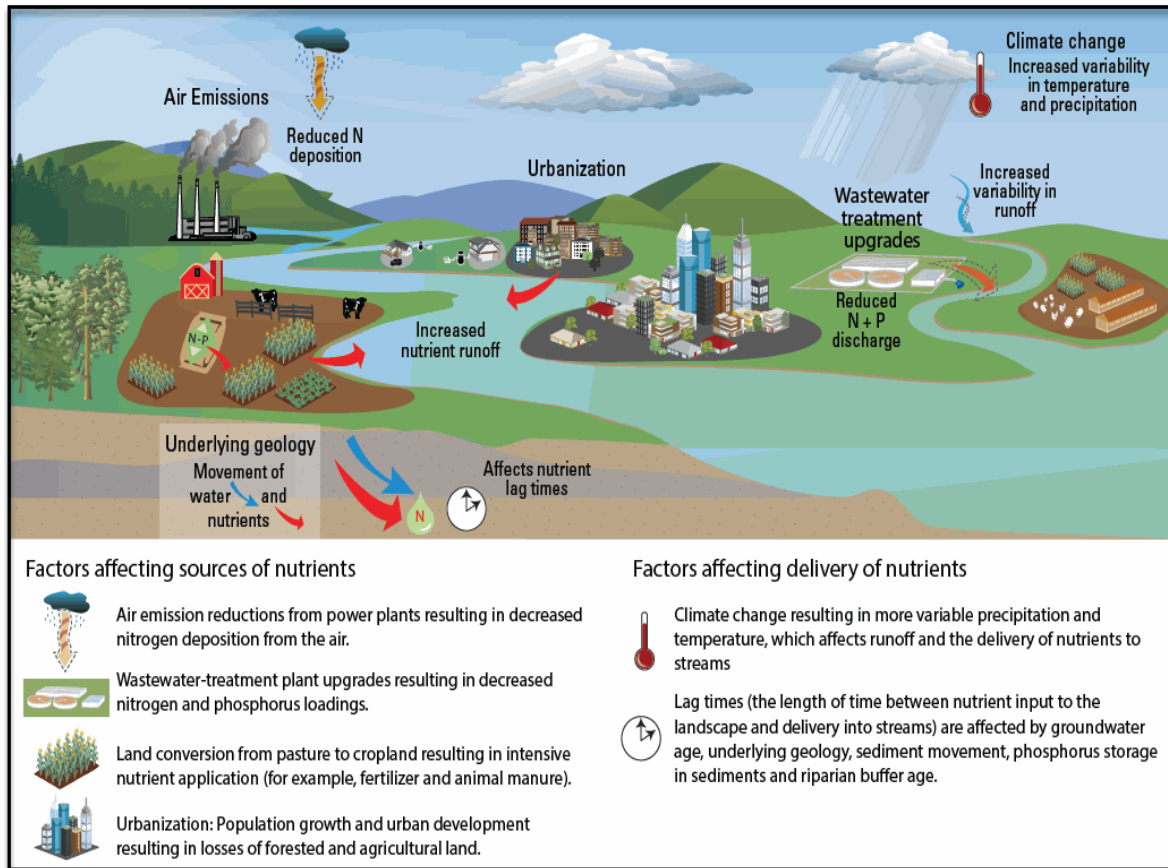 Climate change
Increased variability
in temperature
and precipitation
Air Emissions
Reduced N
deposition
Urbanization
Wastewater
treatment
upgrades
Increased
variability in
runoff
Reduced
N + P
discharge
N-P
Increased
nutrient runoff
Underlying geology
Movement of
water and
nutrients
N
Affects nutrient
lag times
Factors affecting sources of nutrients
Air emission reductions from power plants resulting in decreased
nitrogen deposition from the air.
Wastewater-treatment plant upgrades resulting in decreased
nitrogen and phosphorus loadings.
Land conversion from pasture to cropland resulting in intensive
nutrient application (for example, fertilizer and animal manure).
Urbanization: Population growth and urban development
resulting in losses of forested and agricultural land.
Factors affecting delivery of nutrients
Climate change resulting in more variable precipitation and
temperature, which affects runoff and the delivery of nutrients to
streams
Lag times (the length of time between nutrient input to the
landscape and delivery into streams) are affected by groundwater
age, underlying geology, sediment movement, phosphorus storage
in sediments and riparian buffer age.